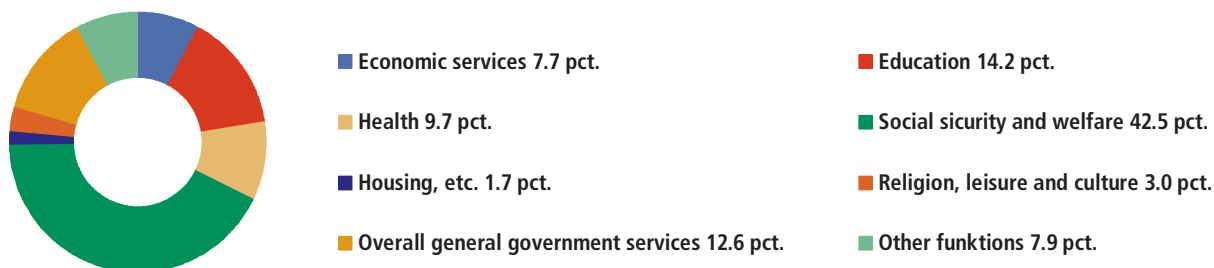 Economic services 7.7 pct.
Education 14.2 pct.
Health 9.7 pct.
Social sicurity and welfare 42.5 pct.
Housing, etc. 1.7 pct.
Religion, leisure and culture 3.0 pct.
Overall general government services 12.6 pct.
Other funktions 7.9 pct.